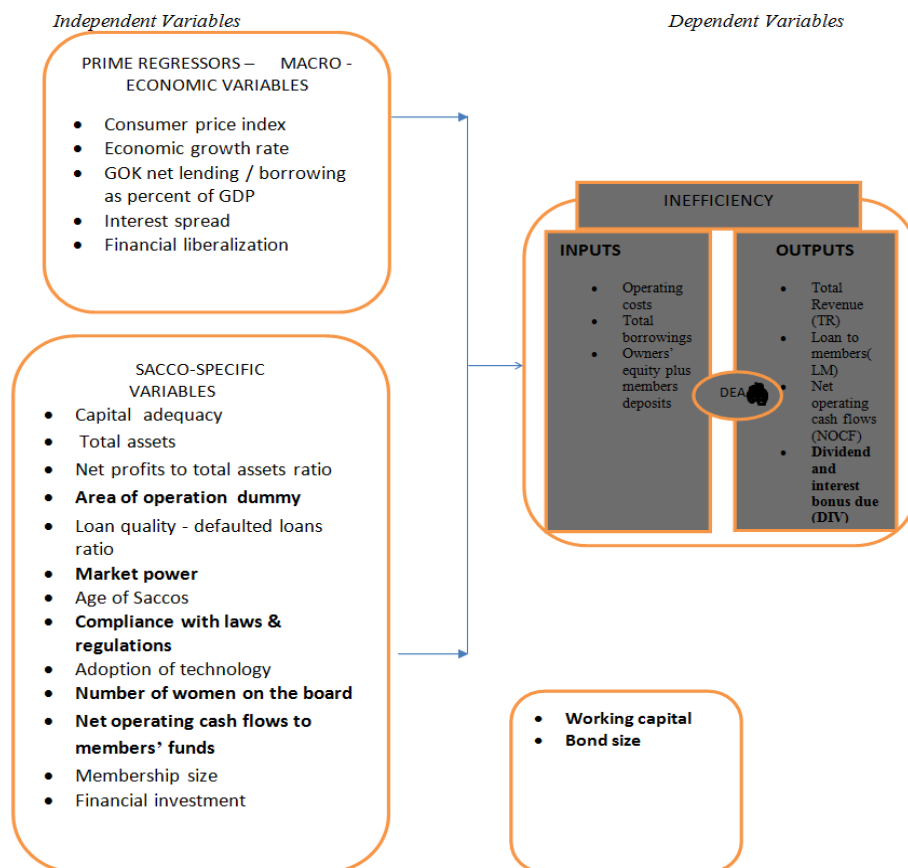 Independent Variables
Dependent Variables
PRIME REGRESSORS – MACRO -
ECONOMIC VARIABLES
• Consumer price index
• Economic growth rate
• GOK net lending / borrowing
as percent of GDP
• Interest spread
• Financial liberalization
SACCO-SPECIFIC
VARIABLES
• Capital adequacy
• Total assets
• Net profits to total assets ratio
• Area of operation dummy
• Loan quality - defaulted loans
ratio
• Market power
• Age of Saccos
• Compliance with laws &
regulations
• Adoption of technology
• Number of women on the board
• Net operating cash flows to
members’ funds
• Membership size
• Financial investment
INEFFICIENCY
INPUTS
• Operating
costs
• Total
borrowings
• Owners’
equity plus
members
deposits
DEA
OUTPUTS
• Total
Revenue
(TR)
• Loan to
members(
LM)
• Net
operating
cash flows
(NOCF)
• Dividend
and
interest
bonus due
(DIV)
• Working capital
• Bond size